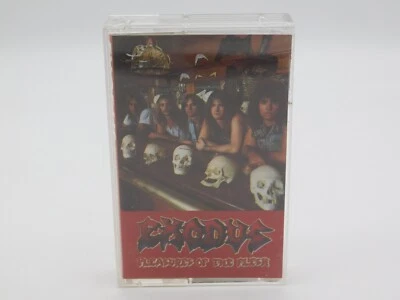 EXODUS
PLEASURES OF THE FLESH